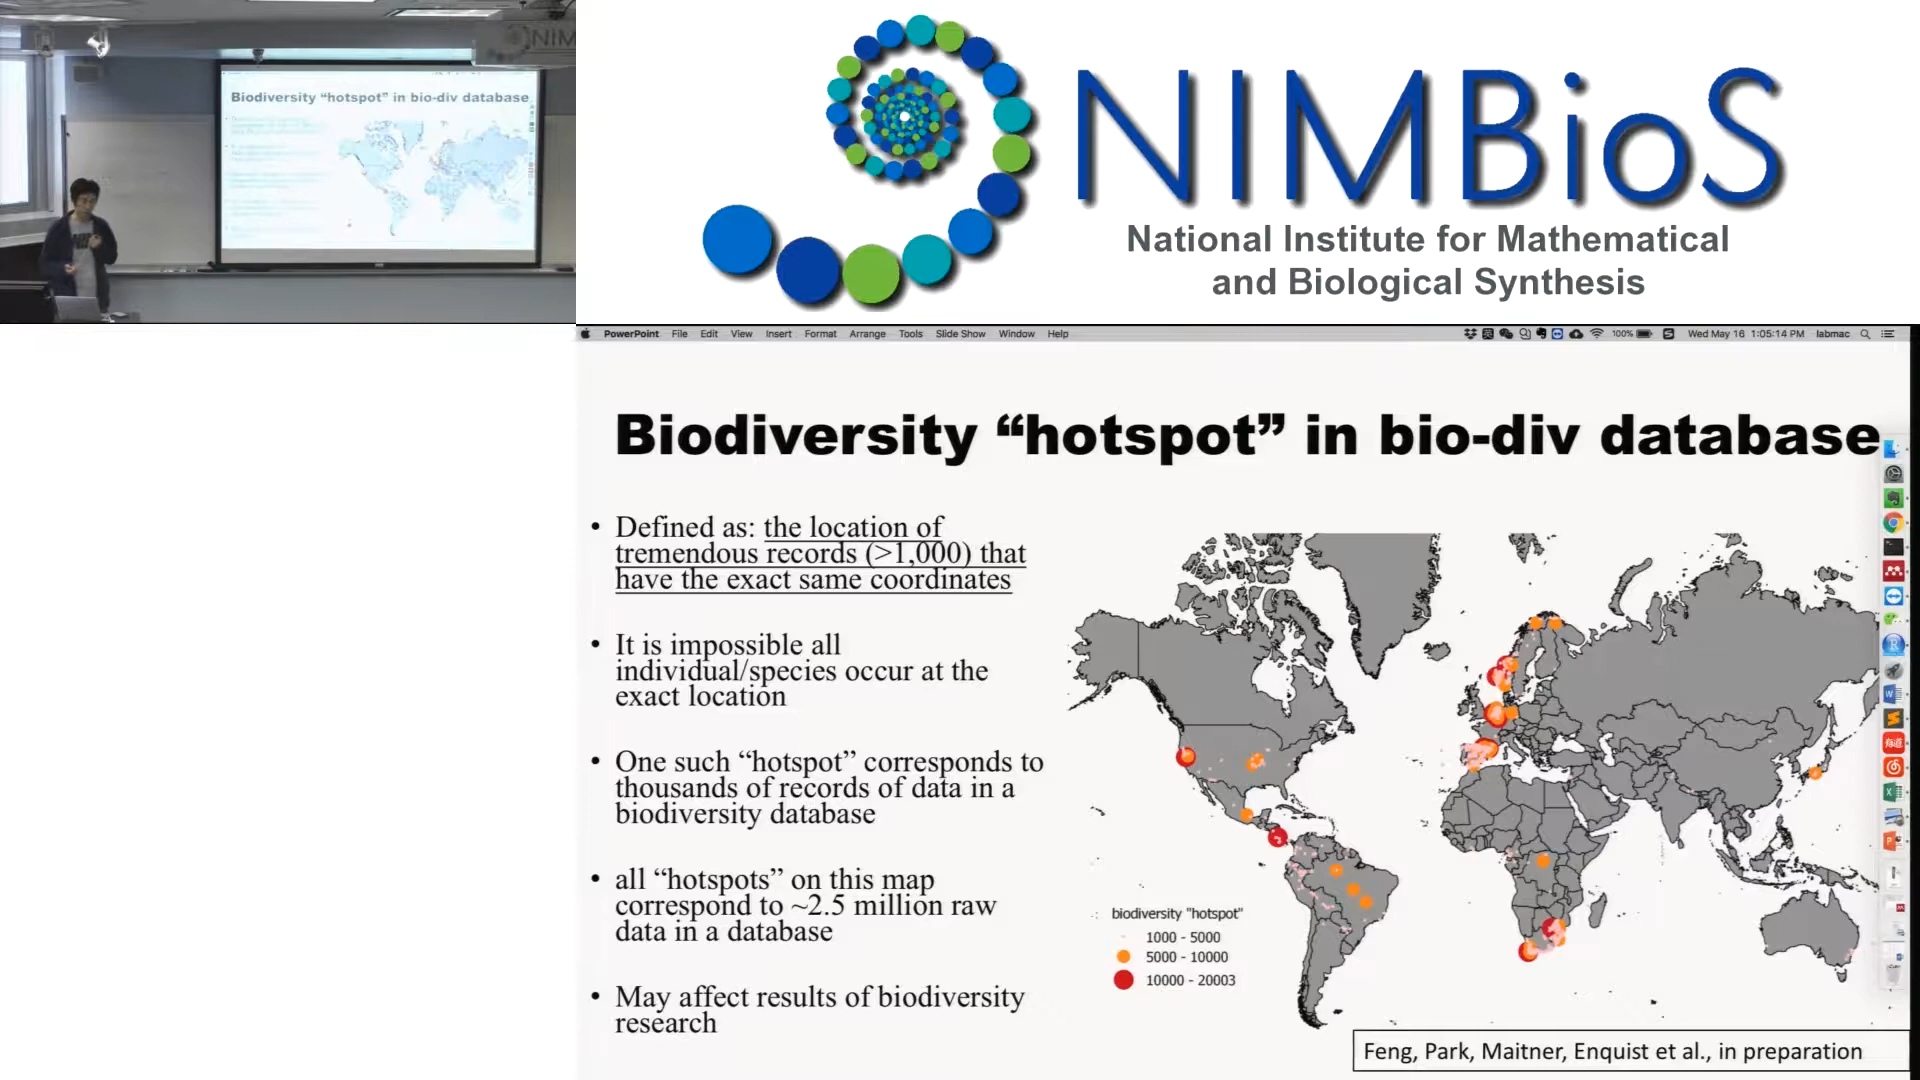 Biodiversity “hotspot” in bio-div database
NIM
NIMBioS
National Institute for Mathematical
and Biological Synthesis
PowerPoint File Edit View Insert Format Arrange Tools Slide Show Window Help
100% Wed May 16 1:05:14 PM labmac
Biodiversity “hotspot” in bio-div database
• Defined as: the location of
tremendous records (>1,000) that
have the exact same coordinates
• It is impossible all
individual/species occur at the
exact location
• One such “hotspot” corresponds to
thousands of records of data in a
biodiversity database
• all “hotspots” on this map
correspond to ~2.5 million raw
data in a database
• May affect results of biodiversity
research
biodiversity "hotspot"
1000 - 5000
5000 - 10000
10000 - 20003
Feng, Park, Maitner, Enquist et al., in preparation